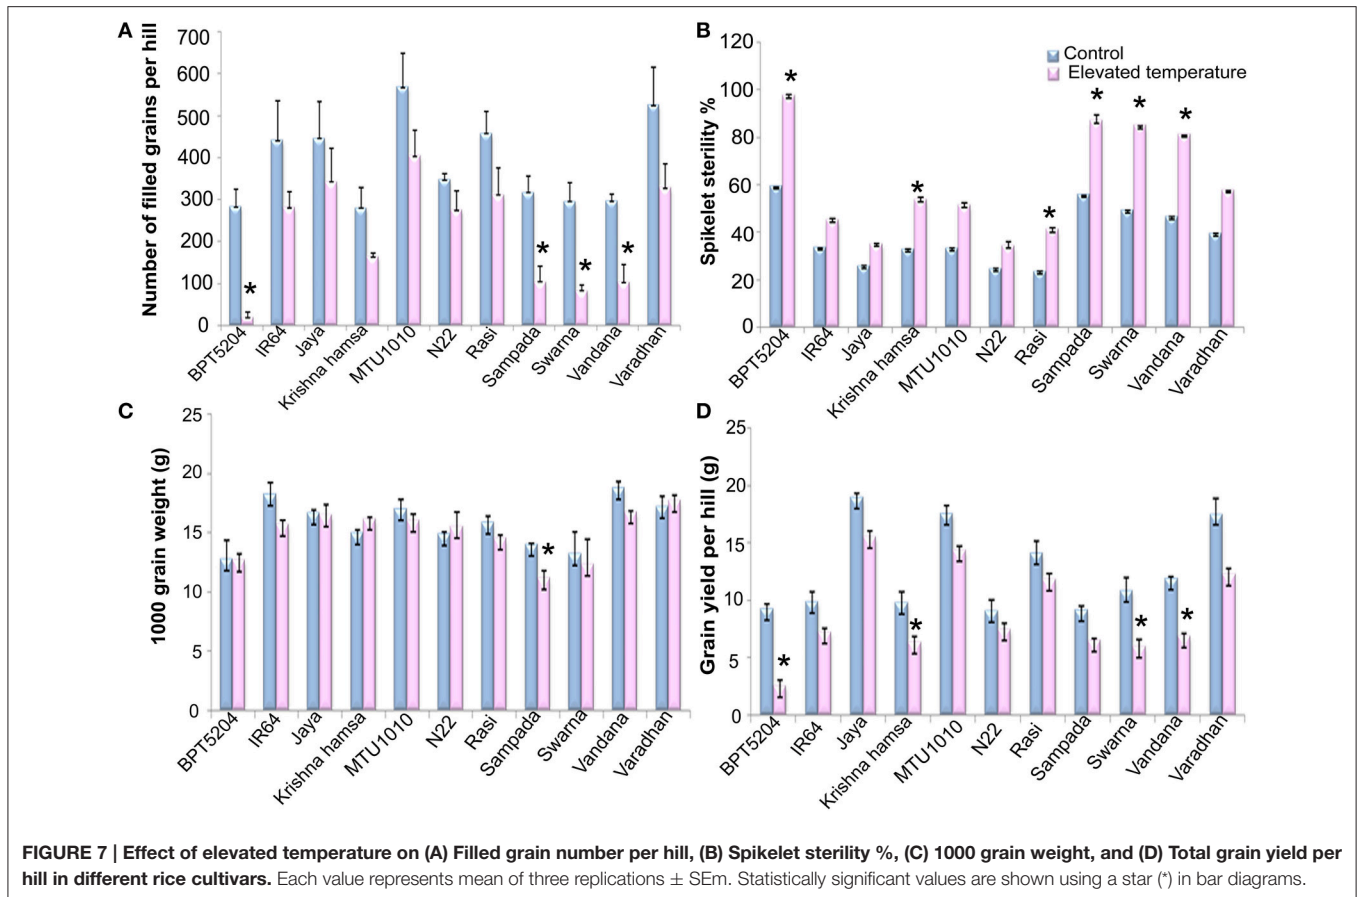 A
Number of filled grains per hill
700
600
500
400
300
200
100
0
*
*
*
*
BPT5204
IR64
Jaya
Krishna hamsa
MTU1010
N22
Rasi
Sampada
Swarna
Vandana
Varadhan
B
Spikelet sterility %
120
100
80
60
40
20
0
Control
Elevated temperature
*
*
*
*
*
*
BPT5204
IR64
Jaya
Krishna hamsa
MTU1010
N22
Rasi
Sampada
Swarna
Vandana
Varadhan
C
1000 grain weight (g)
25
20
15
10
5
0
*
BPT5204
IR64
Jaya
Krishna hamsa
MTU1010
N22
Rasi
Sampada
Swarna
Vandana
Varadhan
D
Grain yield per hill (g)
25
20
15
10
5
0
*
*
*
*
BPT5204
IR64
Jaya
Krishna hamsa
MTU1010
N22
Rasi
Sampada
Swarna
Vandana
Varadhan
FIGURE 7 | Effect of elevated temperature on (A) Filled grain number per hill, (B) Spikelet sterility %, (C) 1000 grain weight, and (D) Total grain yield per
hill in different rice cultivars. Each value represents mean of three replications ± SEm. Statistically significant values are shown using a star (*) in bar diagrams.